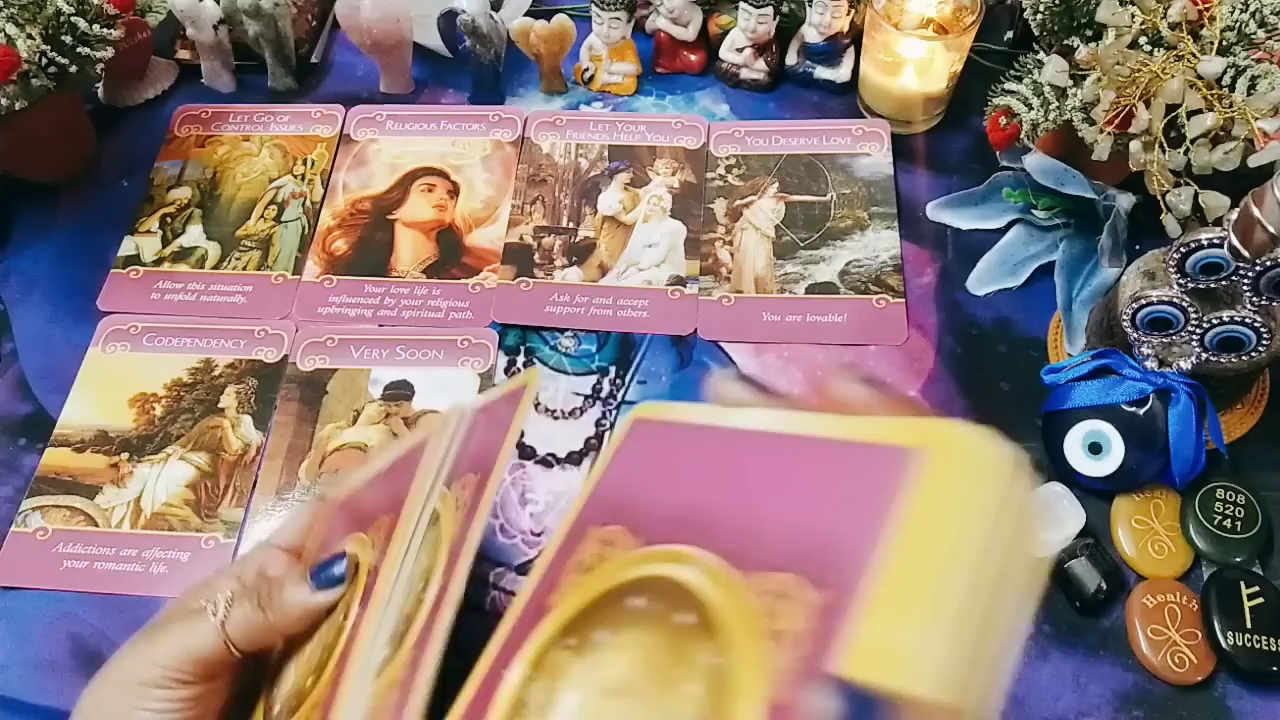 LET GO OF
CONTROL ISSUES
Allow this situation
to unfold naturally.
RELIGIOUS FACTORS
Your love life is
influenced by your religious
upbringing and spiritual path.
LET YOUR
FRIENDS HELP YOU
Ask for and accept
support from others.
YOU DESERVE LOVE
You are lovable!
CODEPENDENCY
Addictions are affecting
your romantic life.
VERY SOON
Health
808
520
741
Health
SUCCESS